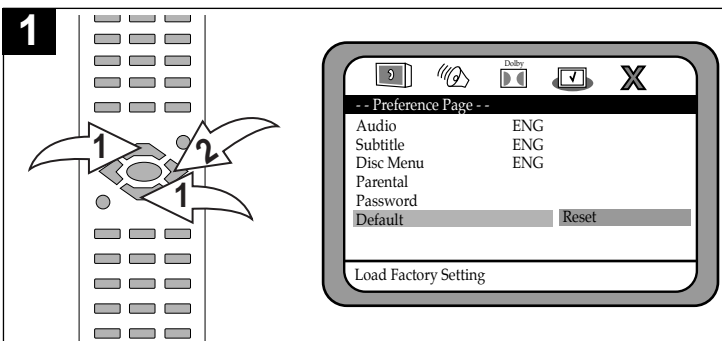 1
1
2
1
Dolby
- - Preference Page - -
Audio ENG
Subtitle ENG
Disc Menu ENG
Parental
Password
Default Reset
Load Factory Setting